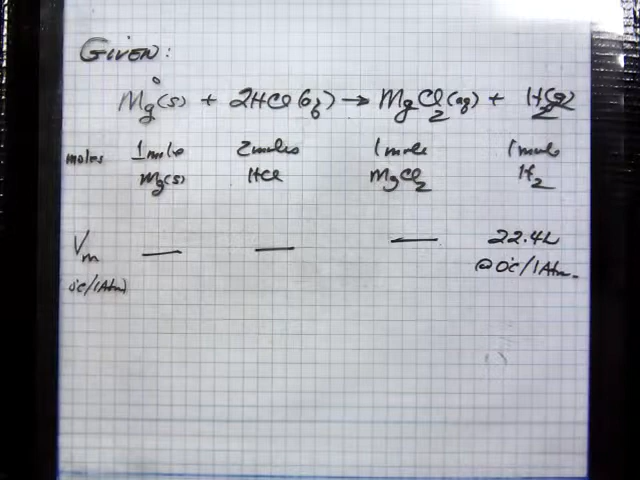 GIVEN:
Mg°(s) + 2HCl(aq) → MgCl₂(aq) + H₂(g)
moles 1 mole 2 moles 1 mole 1 mole
Mg(s) HCl MgCl₂ H₂
Vm — — — 22.4L
0°C/1Atm) @ 0°C/1Atm.